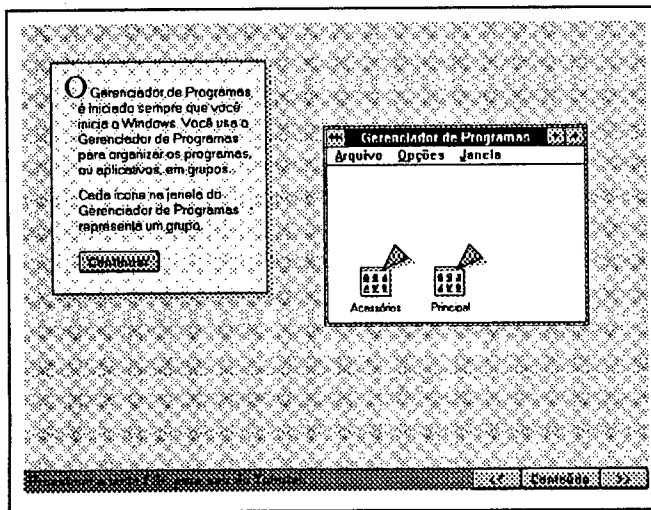 O Gerenciador de Programas
é iniciado sempre que você
inicia o Windows. Você usa o
Gerenciador de Programas
para organizar os programas,
ou aplicativos, em grupos.
Cada ícone na janela do
Gerenciador de Programas
representa um grupo.
Continuar
Gerenciador de Programas
Arquivo Opções Janela
Acessórios Principal
<< Conteúdo >>